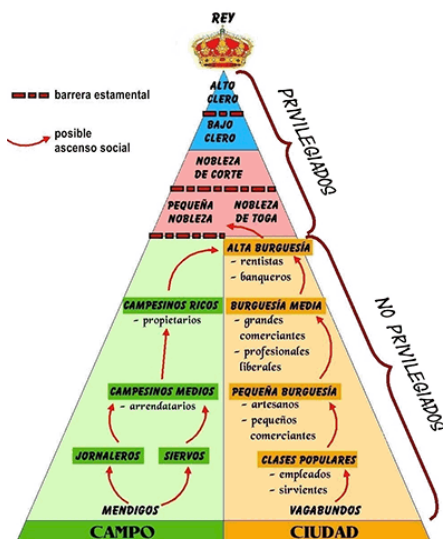 REY
barrera estamental
posible
ascenso social
ALTO
CLERO
BAJO
CLERO
NOBLEZA
DE CORTE
PEQUEÑA
NOBLEZA
NOBLEZA
DE TOGA
PRIVILEGIADOS
ALTA BURGUESÍA
- rentistas
- banqueros
CAMPESINOS RICOS
- propietarios
BURGUESÍA MEDIA
- grandes
comerciantes
- profesionales
liberales
NO PRIVILEGIADOS
CAMPESINOS MEDIOS
- arrendatarios
PEQUEÑA BURGUESÍA
- artesanos
- pequeños
comerciantes
JORNALEROS
SIERVOS
CLASES POPULARES
- empleados
- sirvientes
MENDIGOS
VAGABUNDOS
CAMPO
CIUDAD